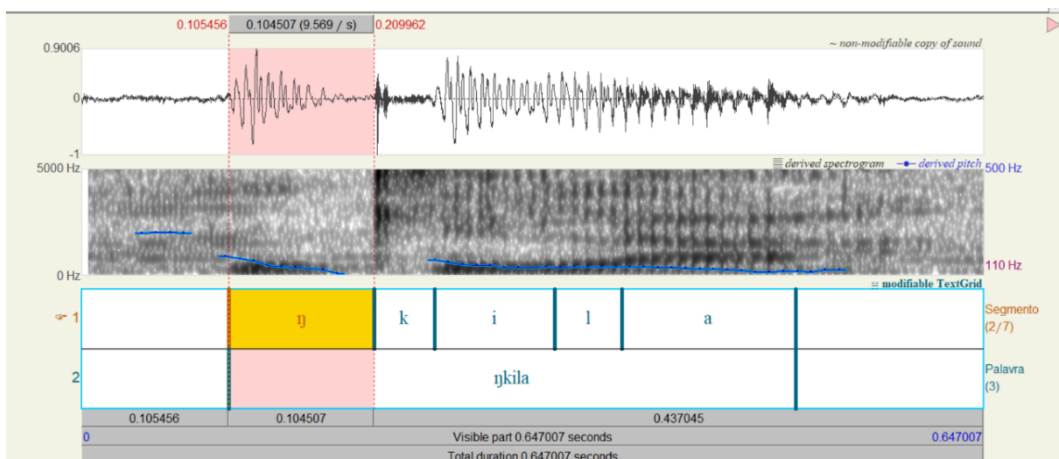 0.105456 0.104507 (9.569 / s) 0.209962
0.9006 ~ non-modifiable copy of sound
0
-1
5000 Hz derived spectrogram derived pitch 500 Hz
0 Hz 110 Hz
modifiable TextGrid
1 ŋ k i l a Segmento
(2/7)
2 ŋkila Palavra
(3)
0.105456 0.104507 0.437045
0 Visible part 0.647007 seconds 0.647007
Total duration 0.647007 seconds